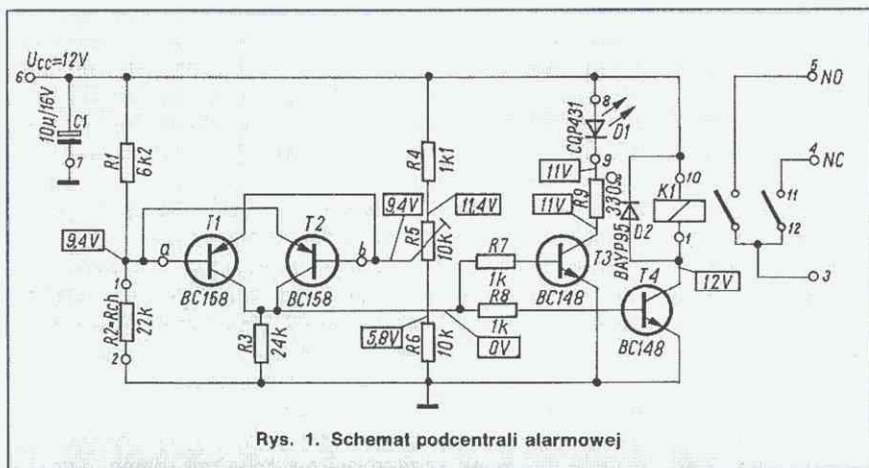 Ucc=12V
6
10µ/16V
C1
7
R1
6k2
R4
1k1
8
CQP431
D1
9
11V
R9
330Ω
11V
10
K1
1
D2
BAYP95
5
NO
4
NC
11
12
3
9,4V
a
T1
BC158
T2
BC158
b
9,4V
11,4V
R5
10k
R7
1k
T3
BC148
R8
1k
T4
BC148
12V
1
R2=Rch
22k
2
R3
24k
5,8V
R6
10k
0V
Rys. 1. Schemat podcentrali alarmowej